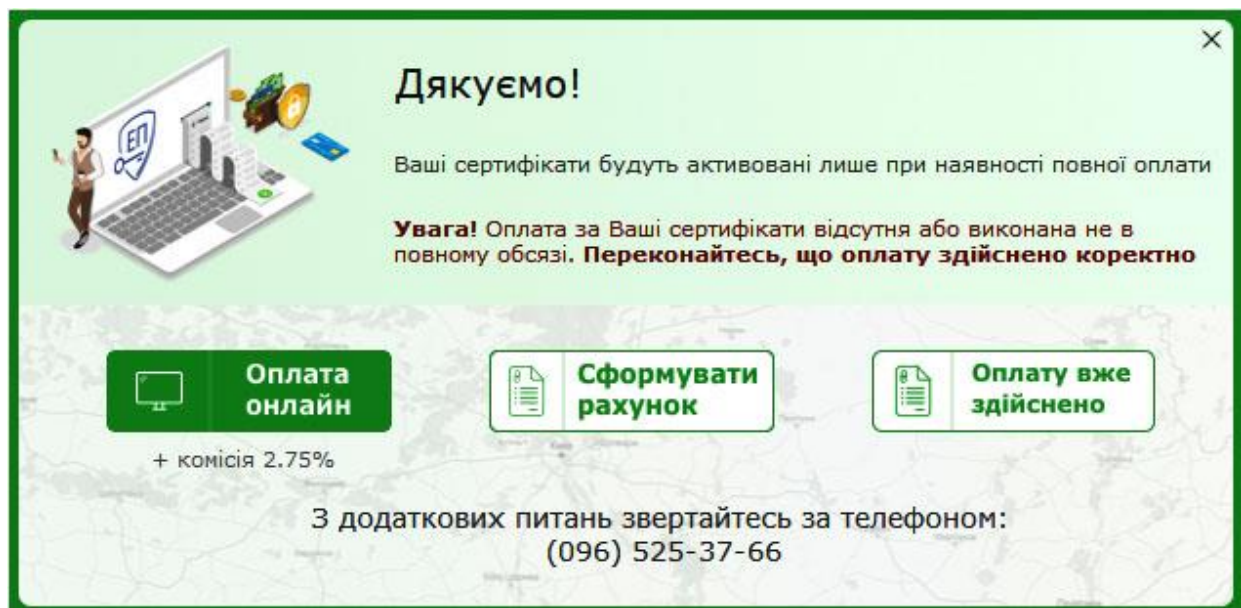 Дякуємо!
Ваші сертифікати будуть активовані лише при наявності повної оплати
Увага! Оплата за Ваші сертифікати відсутня або виконана не в
повному обсязі. Переконайтесь, що оплату здійснено коректно
ЕП
Оплата
онлайн
Сформувати
рахунок
Оплату вже
здійснено
+ комісія 2.75%
З додаткових питань звертайтесь за телефоном:
(096) 525-37-66